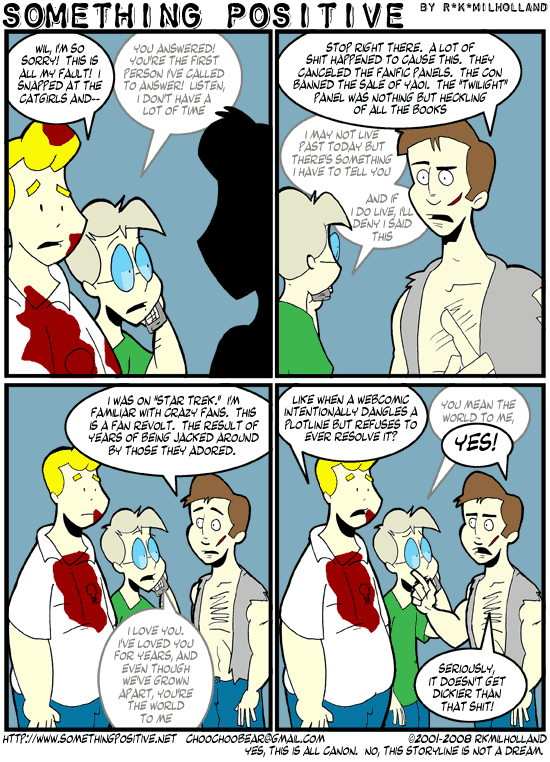 SOMETHING POSITIVE BY R*K*MILHOLLAND
WIL, I'M SO
SORRY! THIS IS
ALL MY FAULT! I
SNAPPED AT THE
CATGIRLS AND--
YOU ANSWERED!
YOU'RE THE FIRST
PERSON I'VE CALLED
TO ANSWER! LISTEN,
I DON'T HAVE A
LOT OF TIME
STOP RIGHT THERE. A LOT OF
SHIT HAPPENED TO CAUSE THIS. THEY
CANCELED THE FANFIC PANELS. THE CON
BANNED THE SALE OF YAOI. THE "TWILIGHT"
PANEL WAS NOTHING BUT HECKLING
OF ALL THE BOOKS
I MAY NOT LIVE
PAST TODAY BUT
THERE'S SOMETHING
I HAVE TO TELL YOU
AND IF
I DO LIVE, I'LL
DENY I SAID
THIS
I WAS ON "STAR TREK." I'M
FAMILIAR WITH CRAZY FANS. THIS
IS A FAN REVOLT. THE RESULT OF
YEARS OF BEING JACKED AROUND
BY THOSE THEY ADORED.
I LOVE YOU.
I'VE LOVED YOU
FOR YEARS, AND
EVEN THOUGH
WE'VE GROWN
APART, YOU'RE
THE WORLD
TO ME
LIKE WHEN A WEBCOMIC
INTENTIONALLY DANGLES A
PLOTLINE BUT REFUSES TO
EVER RESOLVE IT?
YOU MEAN THE
WORLD TO ME,
YES!
SERIOUSLY,
IT DOESN'T GET
DICKIER THAN
THAT SHIT!
HTTP://WWW.SOMETHINGPOSITIVE.NET CHOOCHOOBEAR@GMAIL.COM ©2001-2008 RKMILHOLLAND
YES, THIS IS ALL CANON. NO, THIS STORYLINE IS NOT A DREAM.